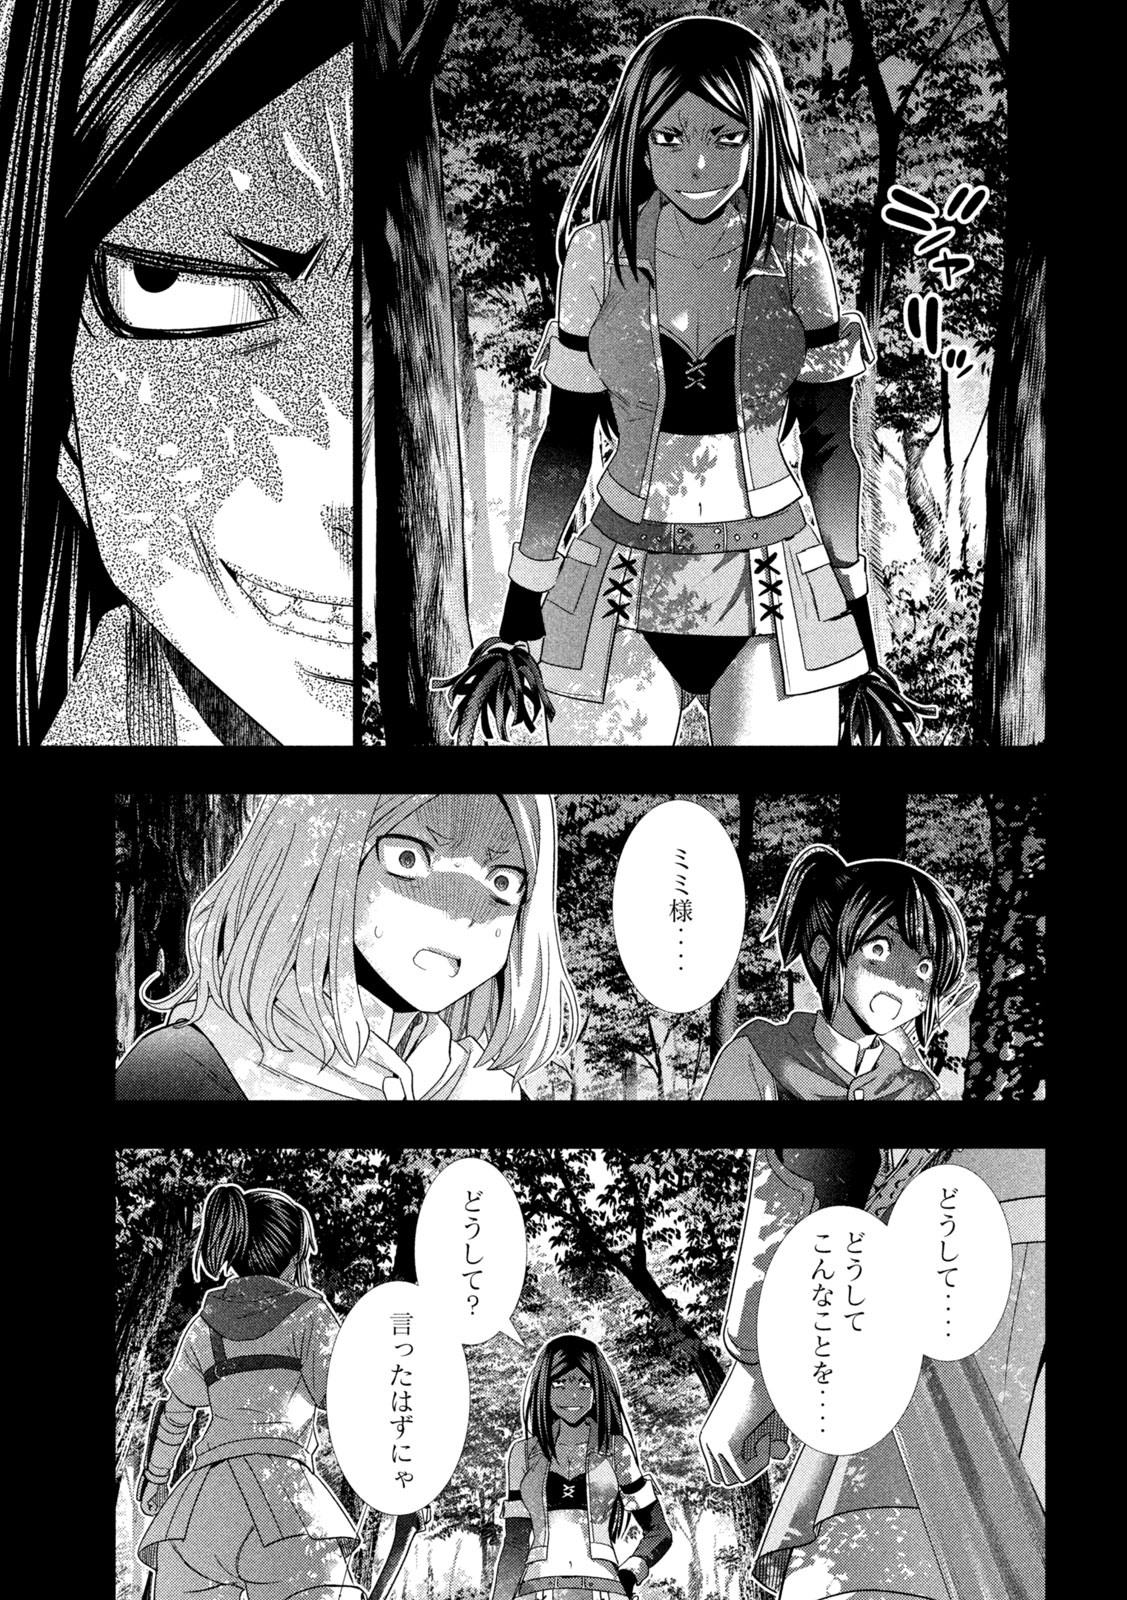 ジャリッ
ミミ様‥‥
どうして‥‥
どうして
こんなことを‥‥
どうして?
言ったはずにゃ